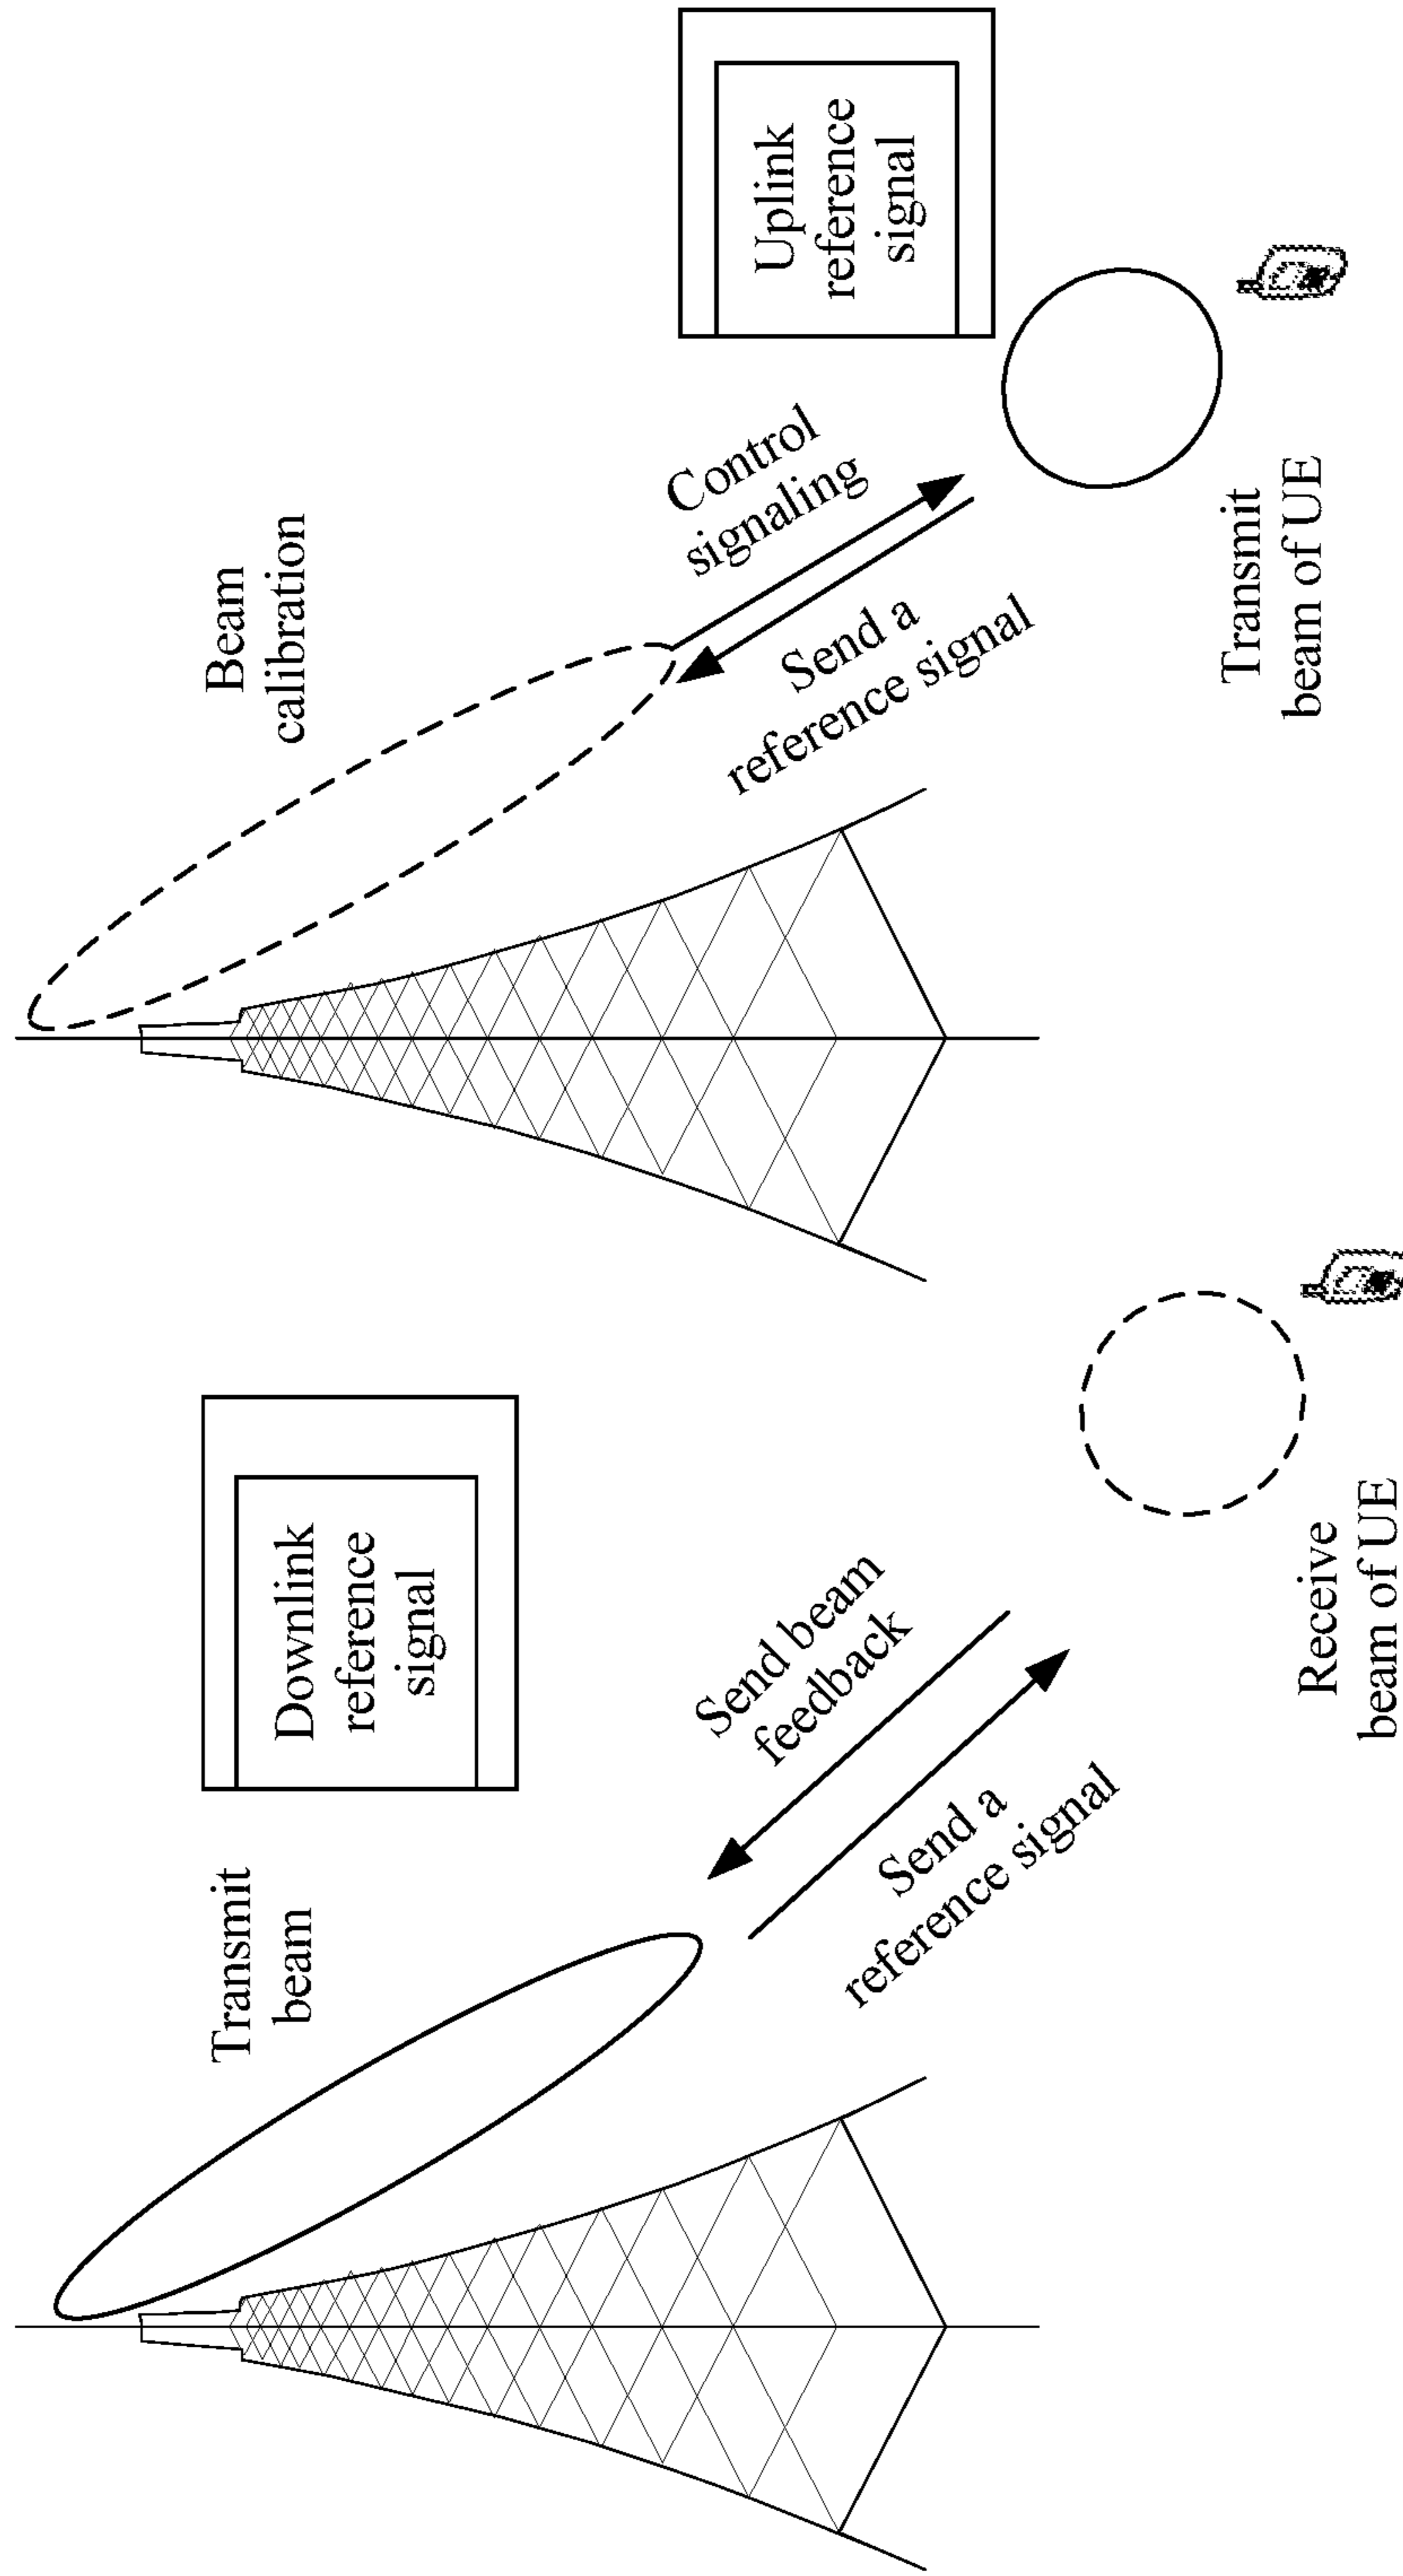 Transmit
beam
Downlink
reference
signal
Send beam
feedback
Send a
reference signal
Receive
beam of UE
Beam
calibration
Control
signaling
Send a
reference signal
Uplink
reference
signal
Transmit
beam of UE